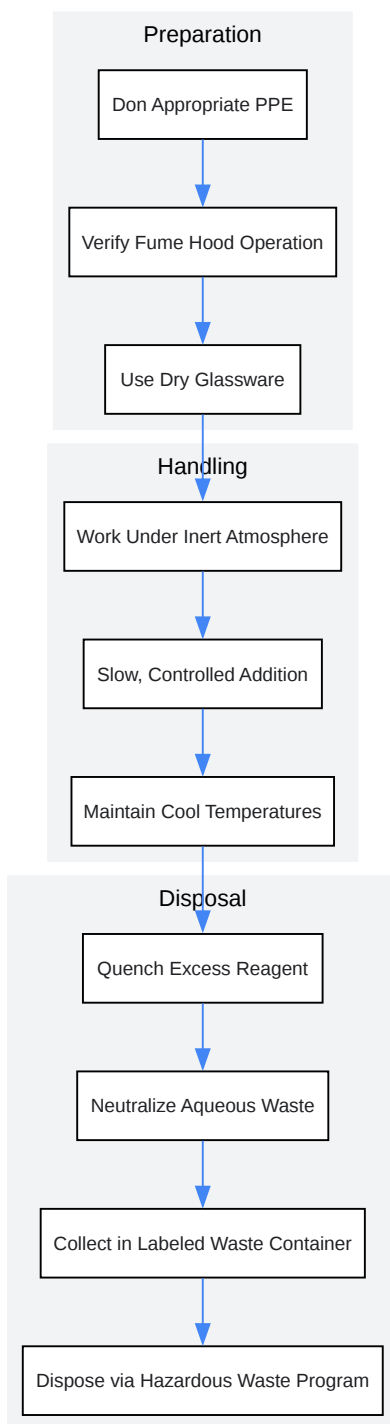 Preparation
Don Appropriate PPE
Verify Fume Hood Operation
Use Dry Glassware
Handling
Work Under Inert Atmosphere
Slow, Controlled Addition
Maintain Cool Temperatures
Disposal
Quench Excess Reagent
Neutralize Aqueous Waste
Collect in Labeled Waste Container
Dispose via Hazardous Waste Program